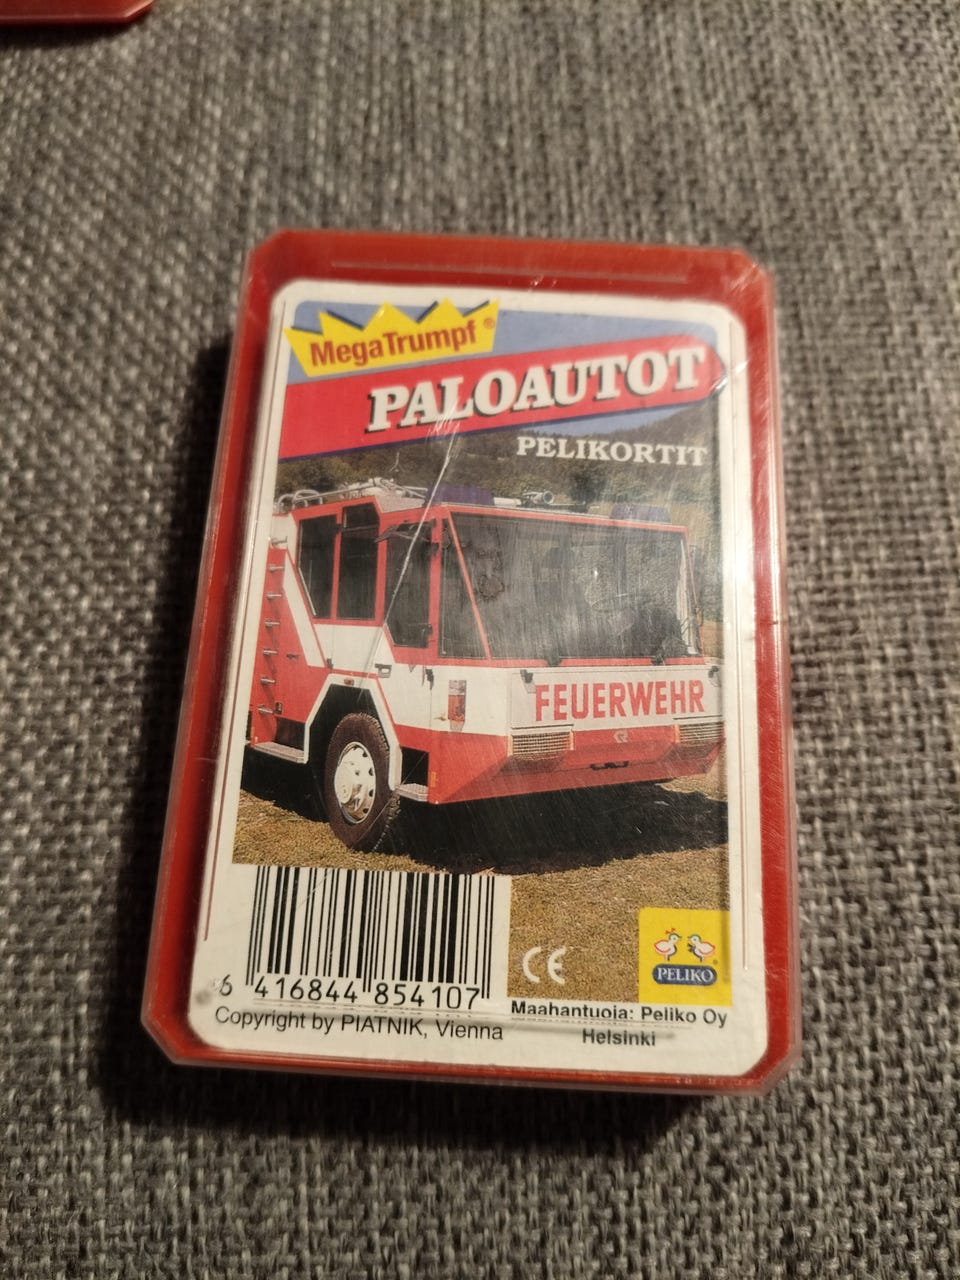 MegaTrumpf®
PALOAUTOT
PELIKORTIT
FEUERWEHR
CE
PELIKO
6 416844 854107
Maahantuoja: Peliko Oy
Helsinki
Copyright by PIATNIK, Vienna